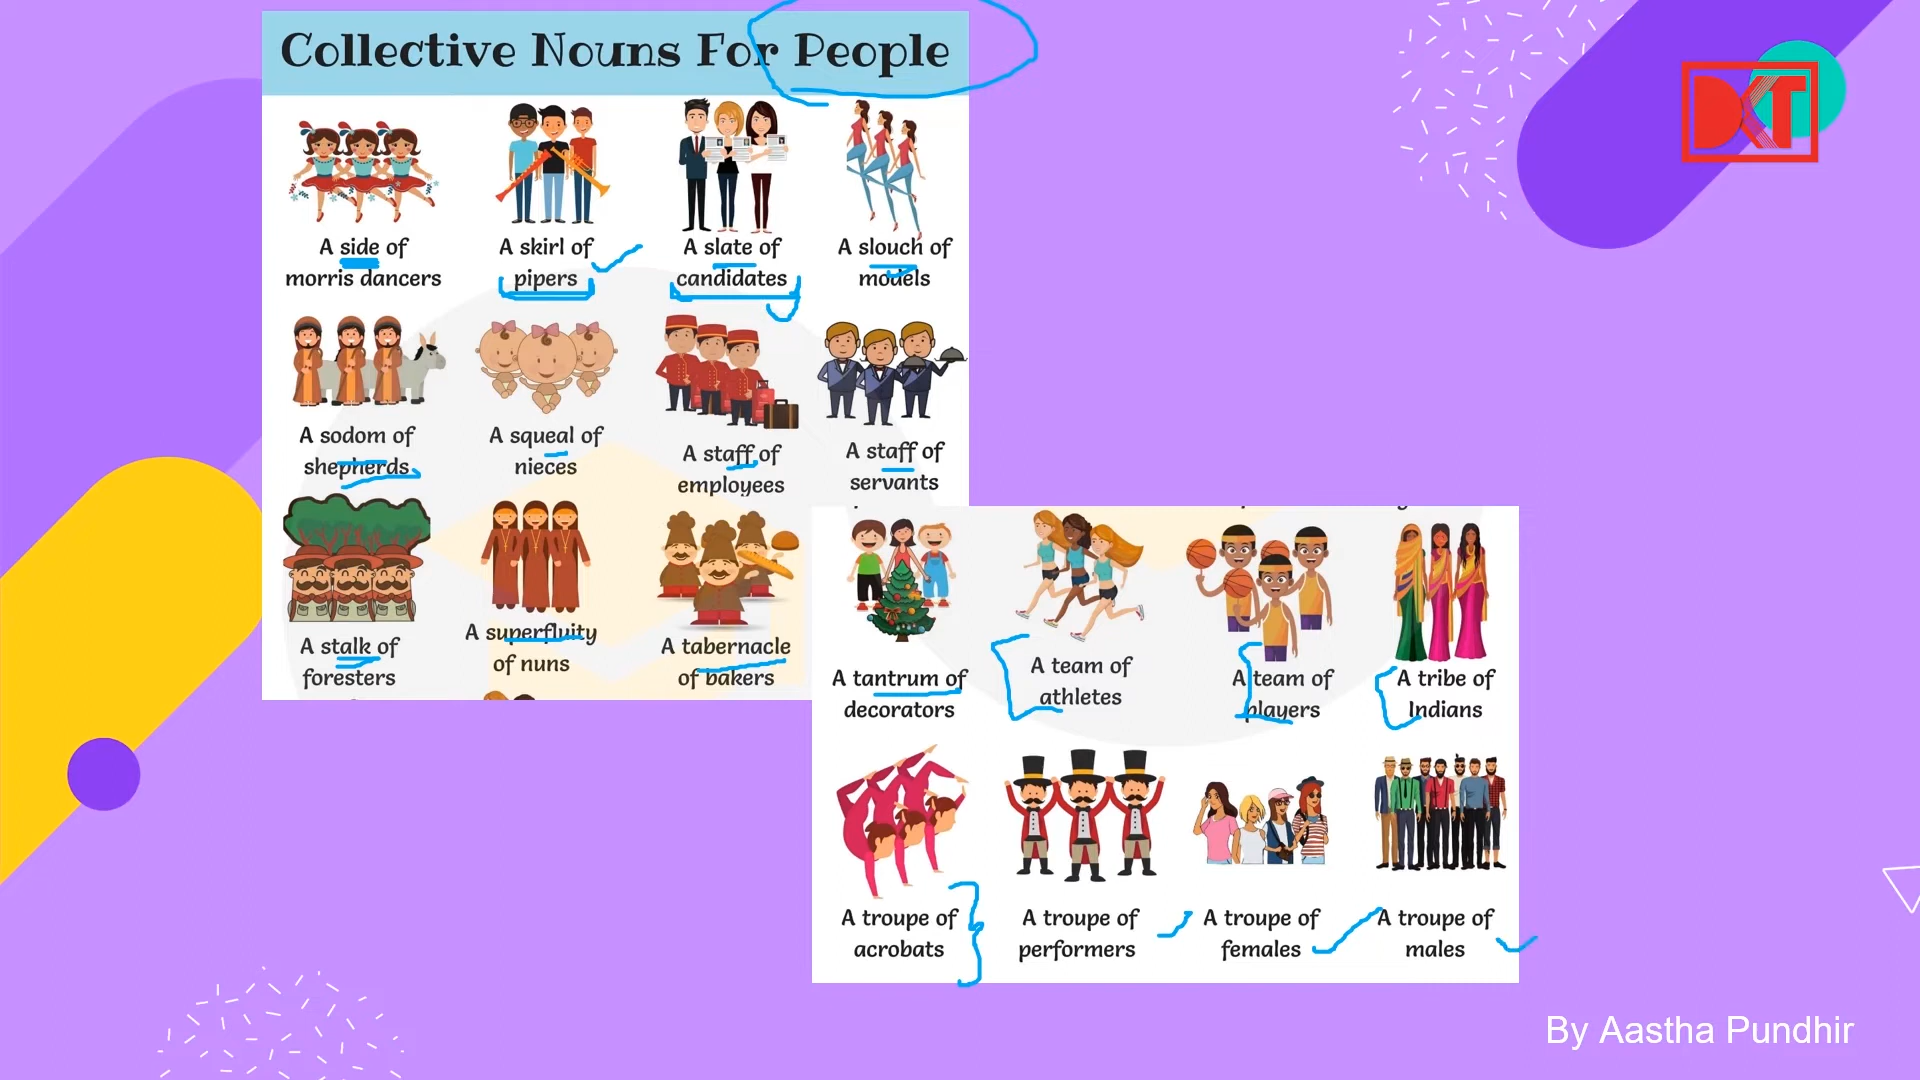 Collective Nouns For People
DKT
A side of
morris dancers
A skirl of
pipers
A slate of
candidates
A slouch of
models
A sodom of
shepherds
A squeal of
nieces
A staff of
employees
A staff of
servants
A stalk of
foresters
A superfluity
of nuns
A tabernacle
of bakers
A tantrum of
decorators
A team of
athletes
A team of
players
A tribe of
Indians
A troupe of
acrobats
A troupe of
performers
A troupe of
females
A troupe of
males
By Aastha Pundhir